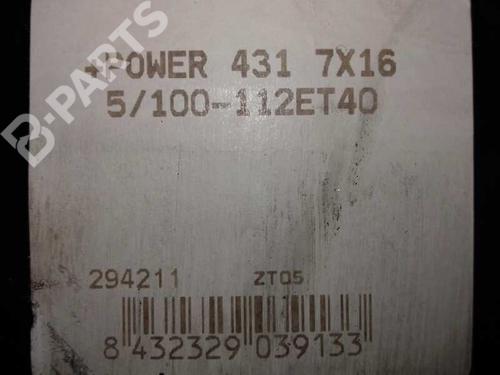 B-PARTS
+POWER 431 7X16
5/100-112ET40
294211 ZT05
8 432329 039133